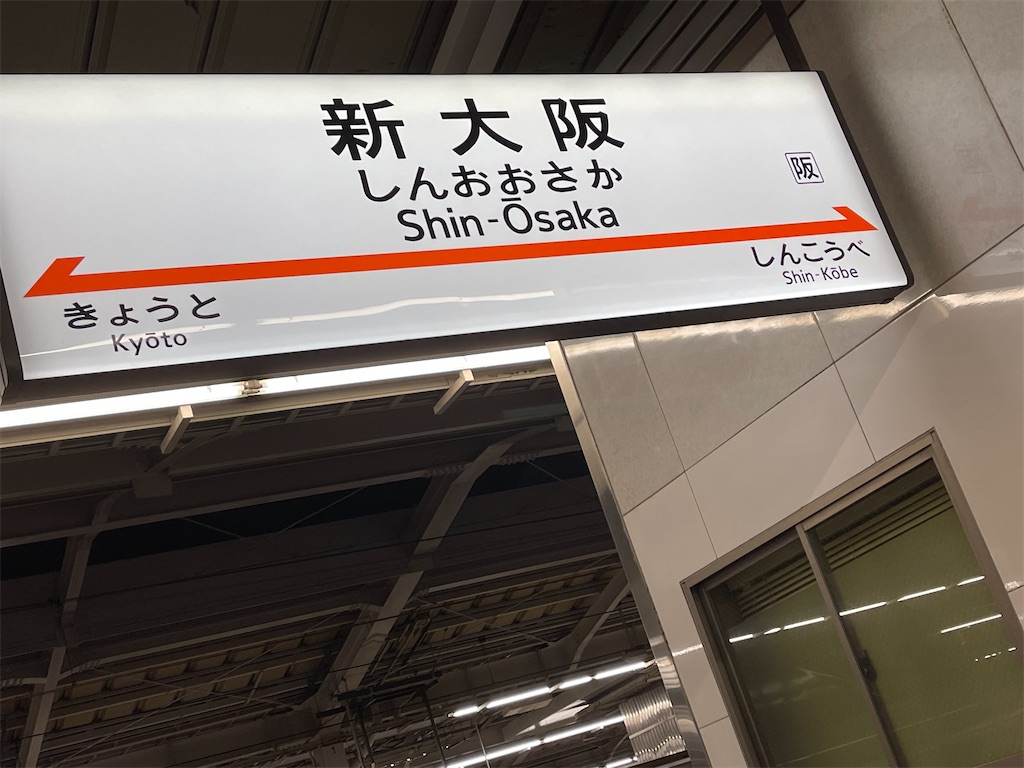 新大阪
しんおおさか
Shin-Ōsaka
阪
きょうと
Kyōto
しんこうべ
Shin-Kōbe